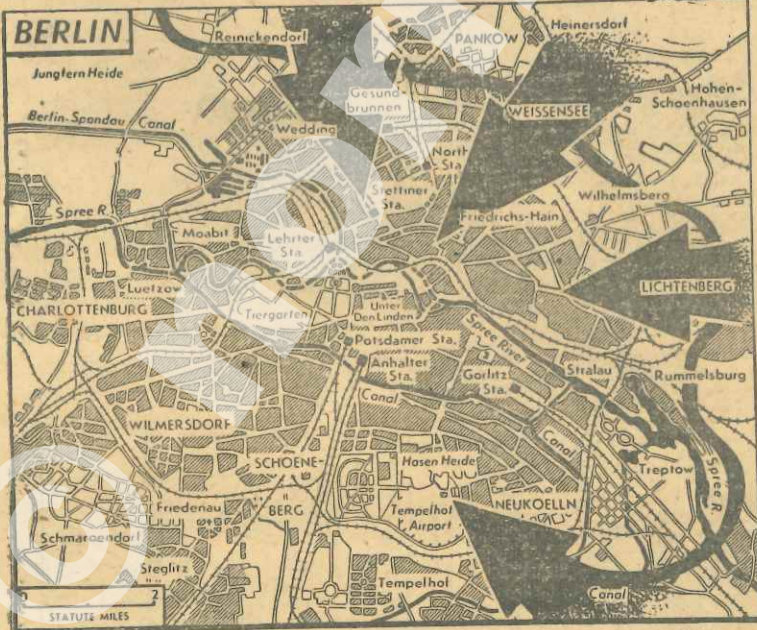 BERLIN
Reinickendorf
Heinersdorf
PANKOW
Jungfern Heide
Hohen-
Schoenhausen
Gesund-
brunnen
WEISSENSEE
Berlin-Spandau Canal
Wedding
North
Sta.
Wilhelmsberg
Stettiner
Sta.
Spree R.
Friedrichs-Hain
Moabit
Lehrter
Sta.
Luetzow
LICHTENBERG
CHARLOTTENBURG
Tiergarten
Unter
Den Linden
Spree River
Potsdamer Sta.
Anhalter
Sta.
Gorlitz
Sta.
Stralau
Rummelsburg
Canal
WILMERSDORF
Canal
SCHOENE-
BERG
Hasen Heide
Treptow
Spree R.
NEUKOELLN
Friedenau
Tempelhof
Airport
Schmargendorf
Steglitz
Tempelhof
Canal
0 2
STATUTE MILES
©